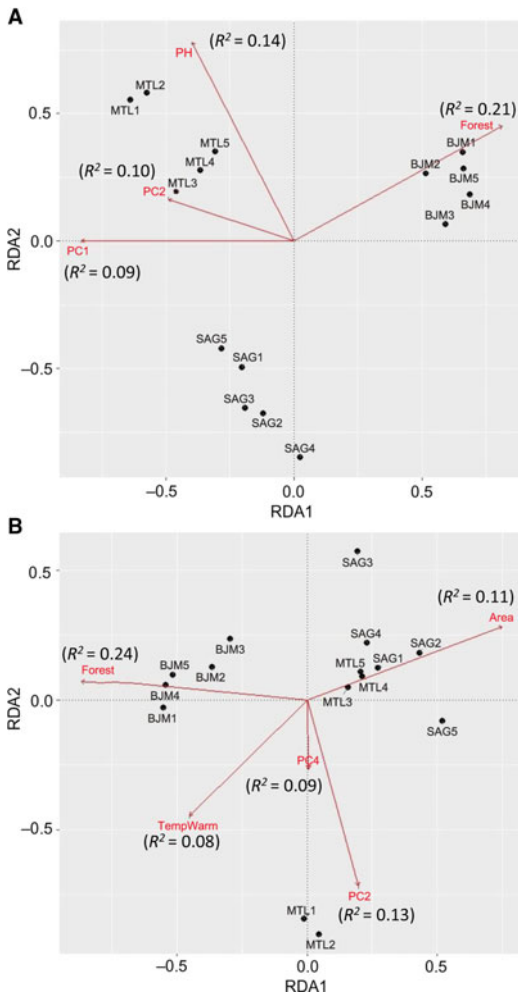 A
PH
(R² = 0.14)
MTL2
MTL1
(R² = 0.21)
0.5
Forest
MTL5
BJM1
MTL4
BJM2
BJM5
(R² = 0.10)
MTL3
PC2
BJM4
BJM3
0.0
PC1
(R² = 0.09)
RDA2
SAG5
SAG1
−0.5
SAG3
SAG2
SAG4
−0.5
0.0
0.5
RDA1
B
0.5
SAG3
(R² = 0.11)
Area
(R² = 0.24)
BJM3
SAG4
SAG2
Forest
BJM5
BJM2
MTL5
SAG1
BJM4
MTL4
MTL3
0.0
BJM1
SAG5
RDA2
PC4
(R² = 0.09)
TempWarm
−0.5
(R² = 0.08)
PC2
(R² = 0.13)
MTL1
MTL2
−0.5
0.0
0.5
RDA1